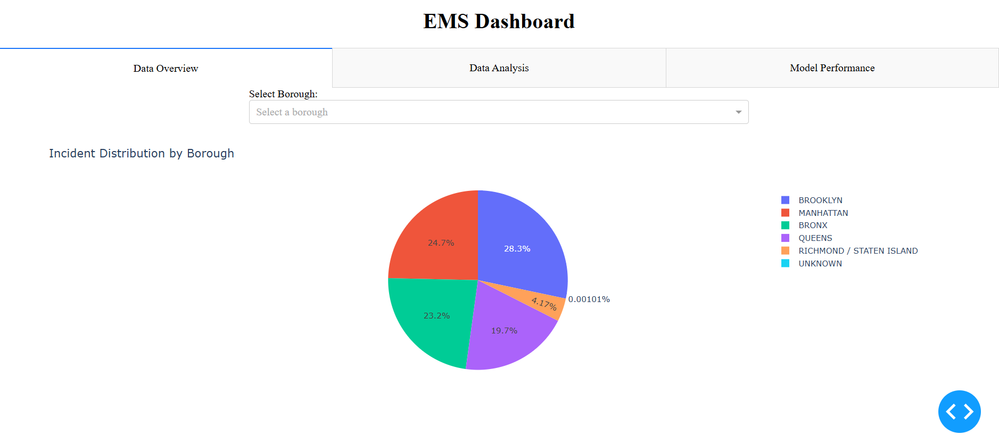 EMS Dashboard
Data Overview
Data Analysis
Model Performance
Select Borough:
Select a borough
Incident Distribution by Borough
24.7%
28.3%
4.17%
0.00101%
23.2%
19.7%
BROOKLYN
MANHATTAN
BRONX
QUEENS
RICHMOND / STATEN ISLAND
UNKNOWN